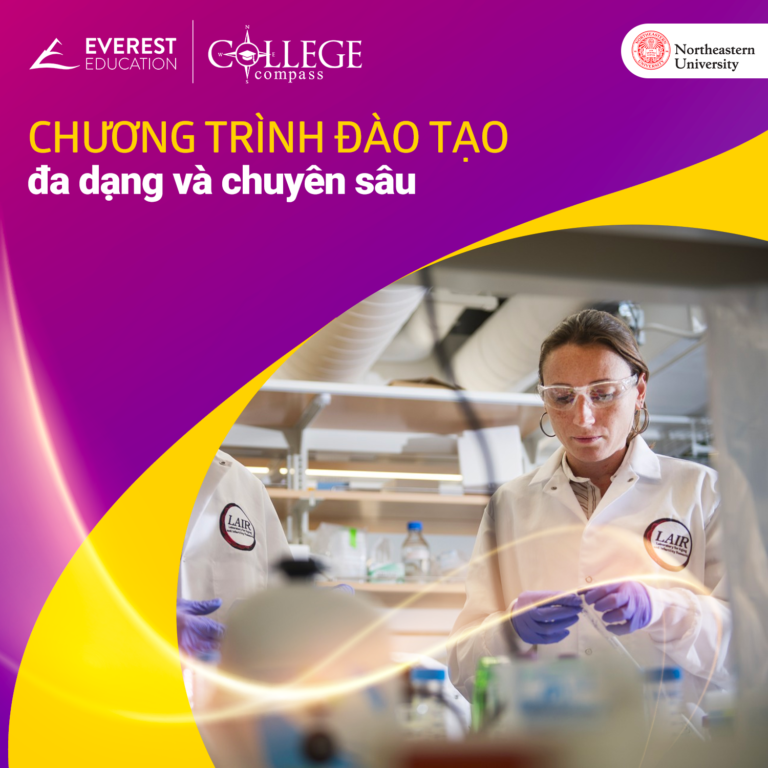 EVEREST
EDUCATION
COLLEGE
compass
N
W
E
S
Northeastern
University
CHƯƠNG TRÌNH ĐÀO TẠO
đa dạng và chuyên sâu
LAIR
LAIR